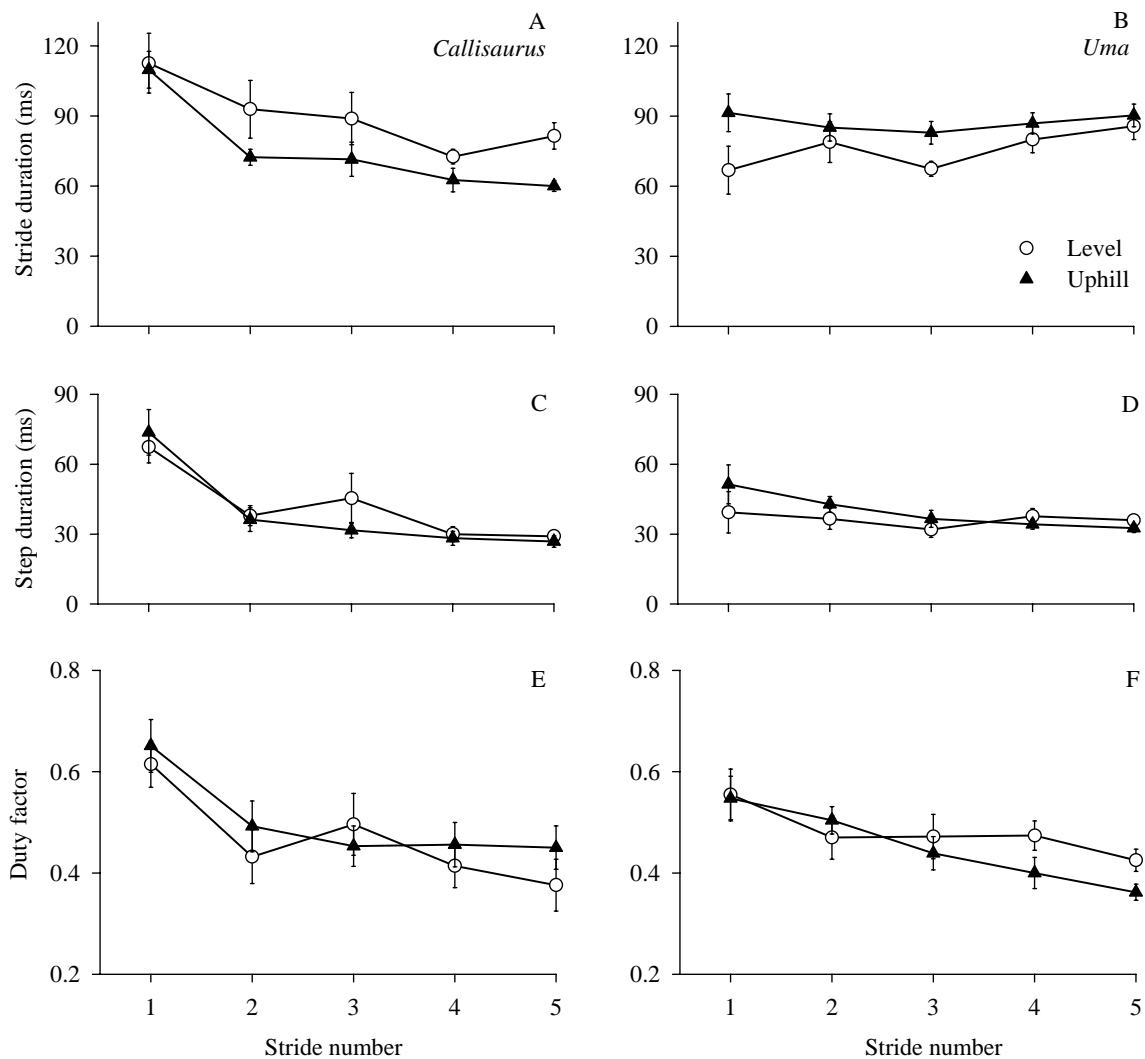 A
Callisaurus
Stride duration (ms)
120
90
60
30
0
B
Uma
120
90
60
30
0
Level
Uphill
C
Step duration (ms)
90
60
30
0
D
90
60
30
0
E
Duty factor
0.8
0.6
0.4
0.2
1 2 3 4 5
Stride number
F
0.8
0.6
0.4
0.2
1 2 3 4 5
Stride number